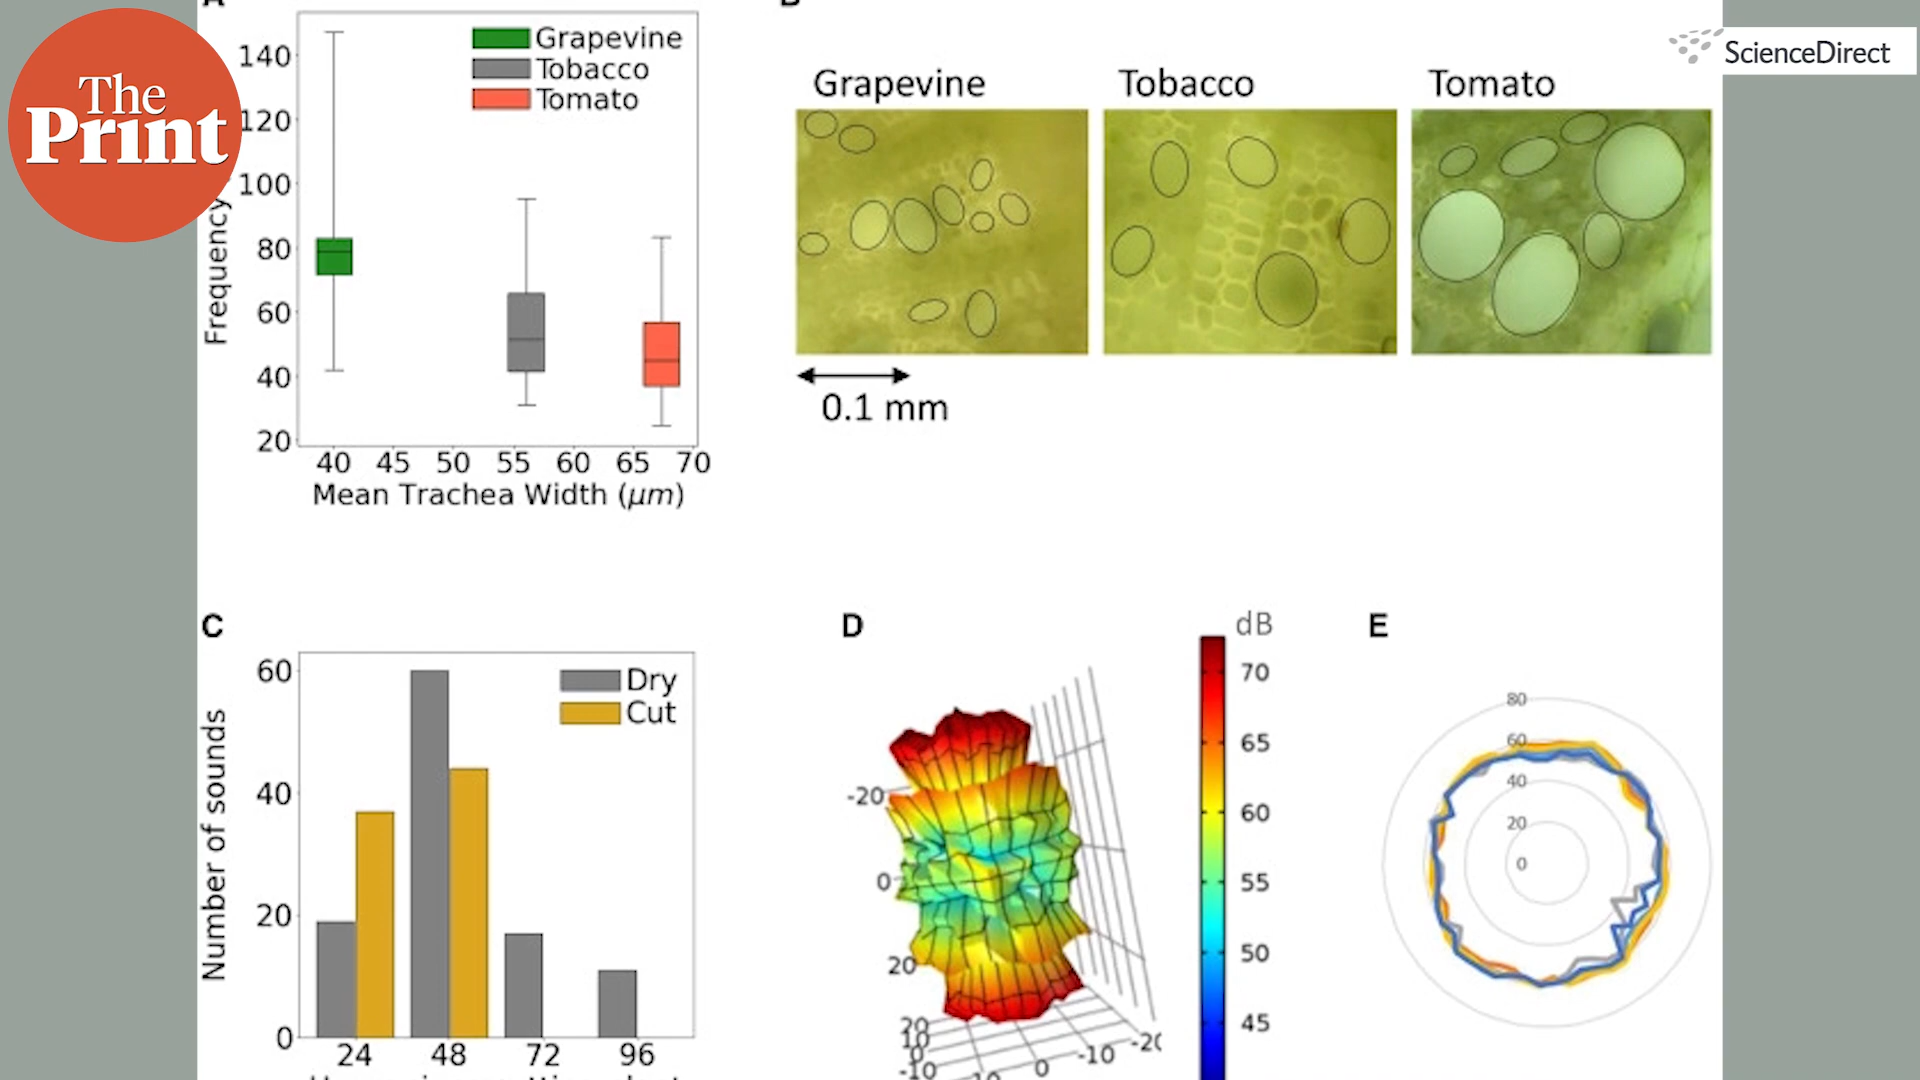 The
Print
ScienceDirect
A
Grapevine
Tobacco
Tomato
140
120
100
80
60
40
20
Frequency
40 45 50 55 60 65 70
Mean Trachea Width (μm)
B
Grapevine
Tobacco
Tomato
0.1 mm
C
Dry
Cut
60
40
20
0
Number of sounds
24 48 72 96
D
dB
70
65
60
55
50
45
-20
0
20
20
10
0
-10
10
0
-10
E
80
60
40
20
0